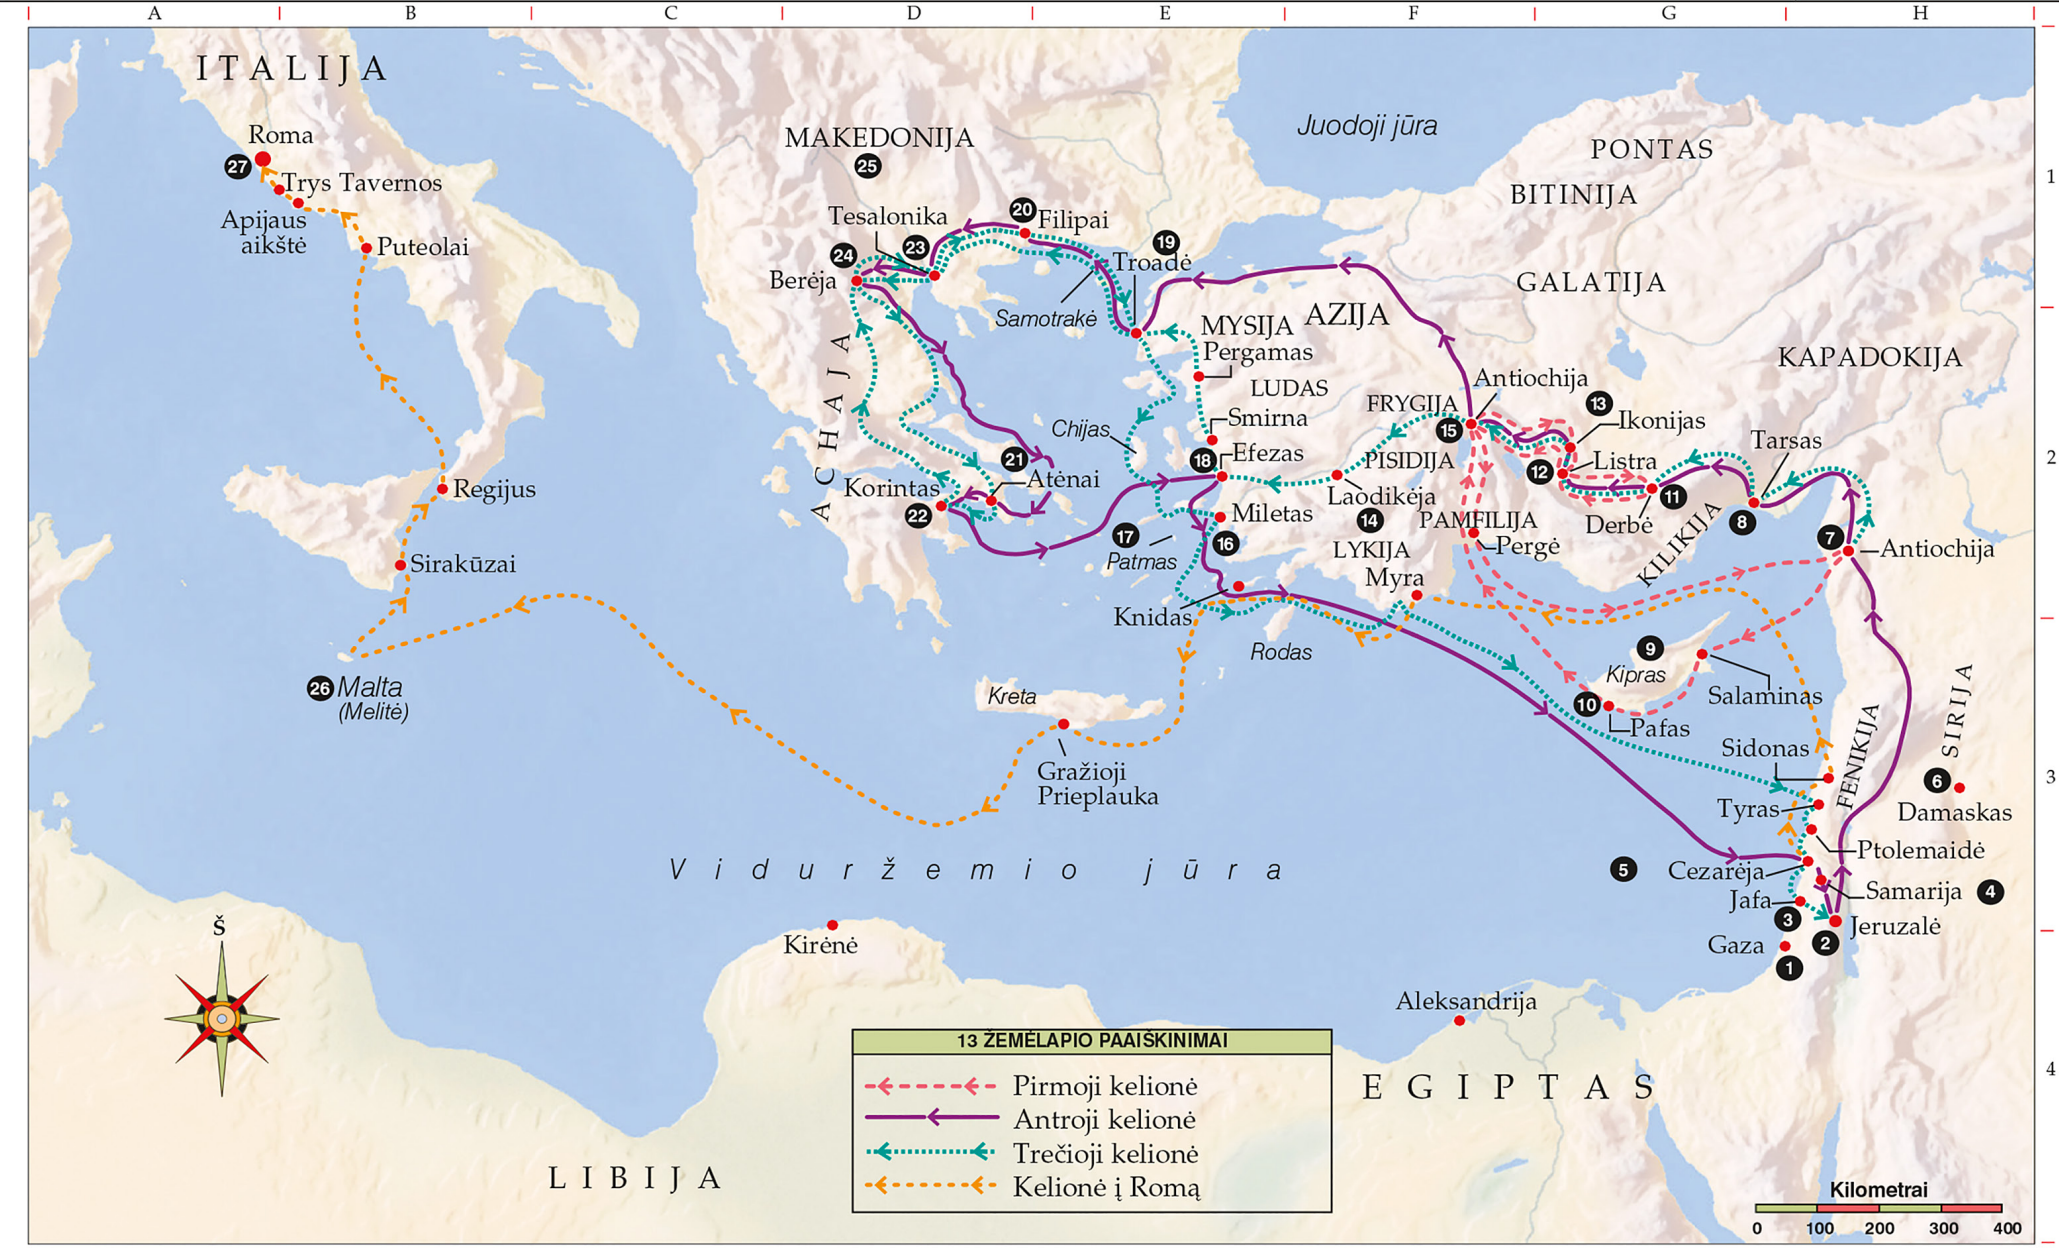 A B C D E F G H
ITALIJA
Juodoji jūra
Roma
MAKEDONIJA
PONTAS
27
25
1
Trys Tavernos
BITINIJA
Apijaus
aikštė
Tesalonika
20
Filipai
Puteolai
24
23
19
Troadė
Berėja
GALATIJA
Samotrakė
MYSIJA
AZIJA
Pergamas
KAPADOKIJA
ACHAJA
LUDAS
Antiochija
FRYGIJA
13
Smirna
Ikonijas
Chijas
15
Tarsas
21
18
Efezas
PISIDIJA
12
Listra
2
Regijus
Korintas
Atėnai
Laodikėja
11
22
Miletas
14
PAMFILIJA
Derbė
KILIKIJA
8
17
16
Pergė
7
Antiochija
Patmas
LYKIJA
Sirakūzai
Myra
Knidas
Rodas
9
Kipras
26
Malta
(Melitė)
Kreta
Salaminas
10
Pafas
SIRIJA
FENIKIJA
Sidonas
Gražioji
Prieplauka
6
3
Tyras
Damaskas
Ptolemaidė
Viduržemio jūra
5
Cezarėja
Samarija
4
Jafa
3
Jeruzalė
Š
Kirėnė
Gaza
2
1
Aleksandrija
13 ŽEMĖLAPIO PAAIŠKINIMAI
Pirmoji kelionė
Antroji kelionė
Trečioji kelionė
Kelionė į Romą
EGIPTAS
4
LIBIJA
Kilometrai
0 100 200 300 400